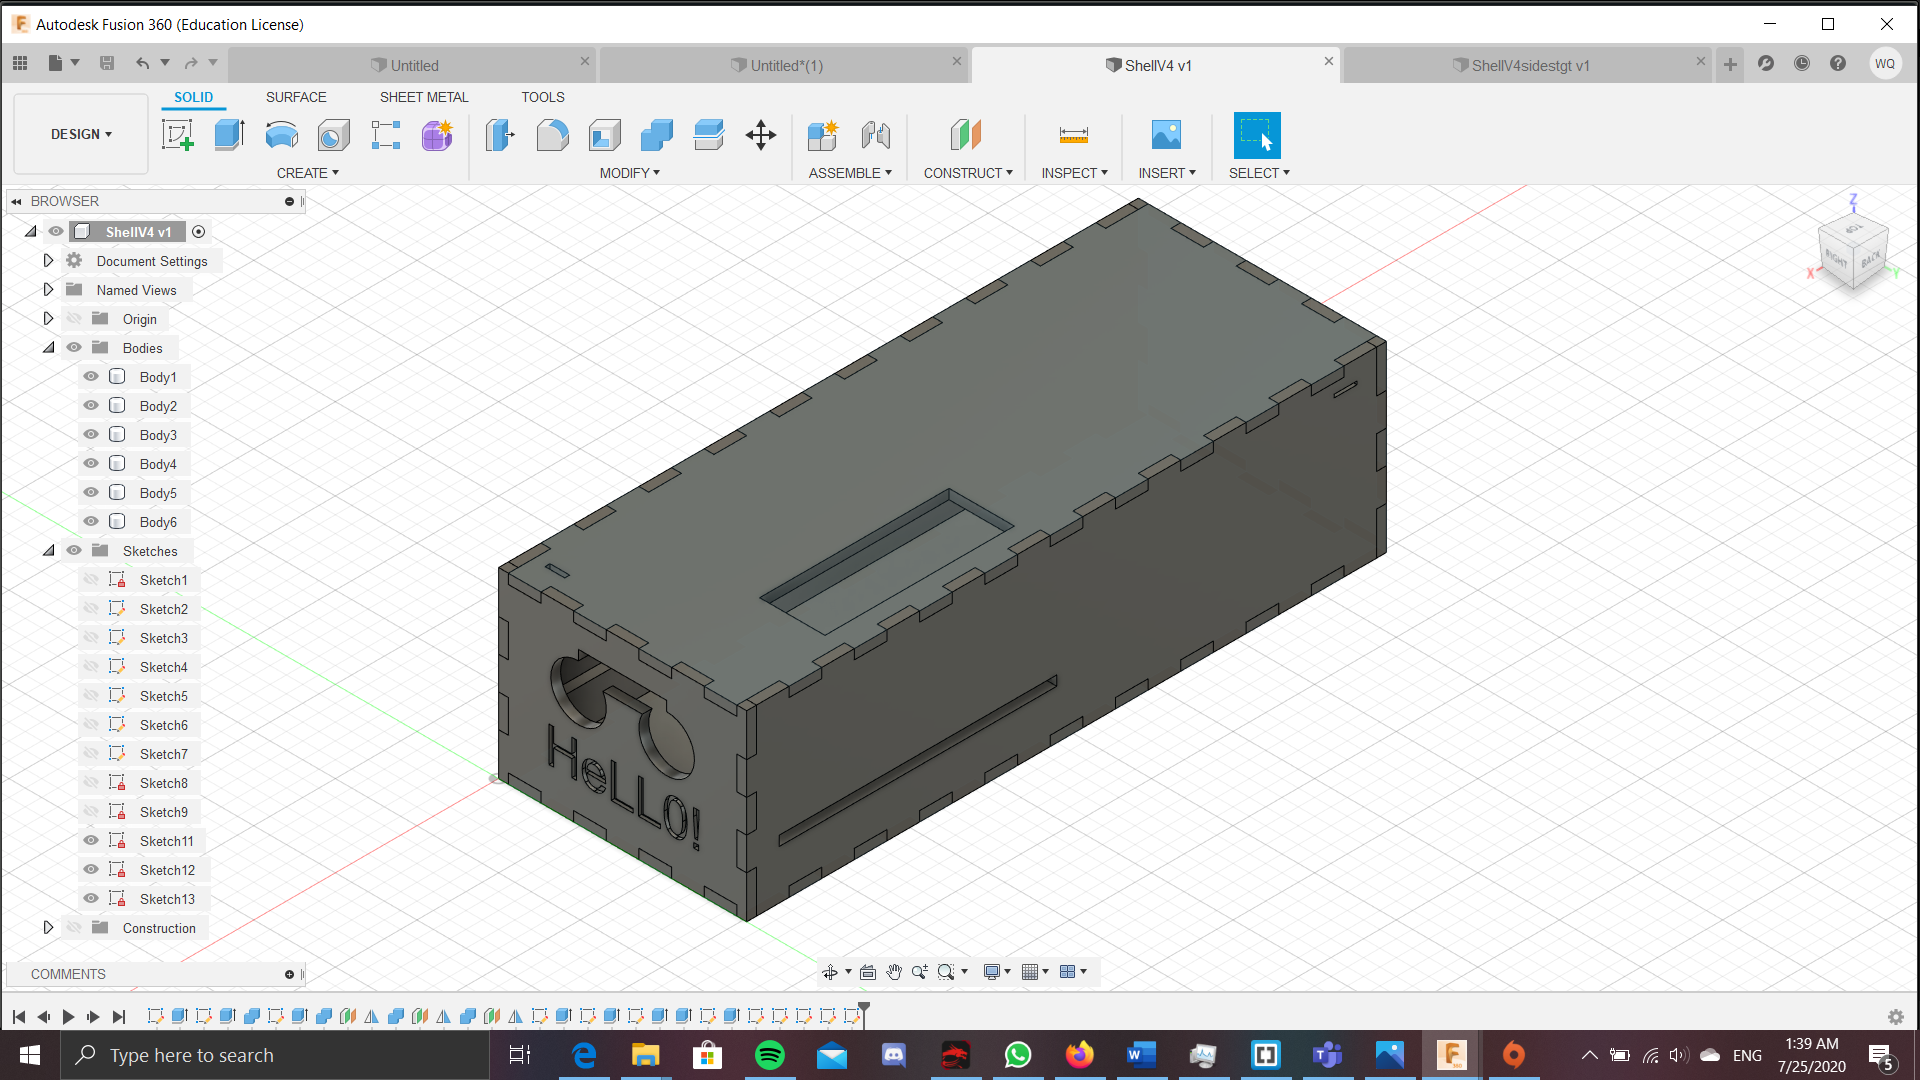 Autodesk Fusion 360 (Education License)
Untitled
Untitled*(1)
ShellV4 v1
ShellV4sidestgt v1
WQ
SOLID
SURFACE
SHEET METAL
TOOLS
DESIGN
CREATE
MODIFY
ASSEMBLE
CONSTRUCT
INSPECT
INSERT
SELECT
BROWSER
ShellV4 v1
Document Settings
Named Views
Origin
Bodies
Body1
Body2
Body3
Body4
Body5
Body6
Sketches
Sketch1
Sketch2
Sketch3
Sketch4
Sketch5
Sketch6
Sketch7
Sketch8
Sketch9
Sketch11
Sketch12
Sketch13
Construction
Z
TOP
RIGHT
BACK
X
Y
HeLLO!
COMMENTS
Type here to search
ENG
1:39 AM
7/25/2020
5